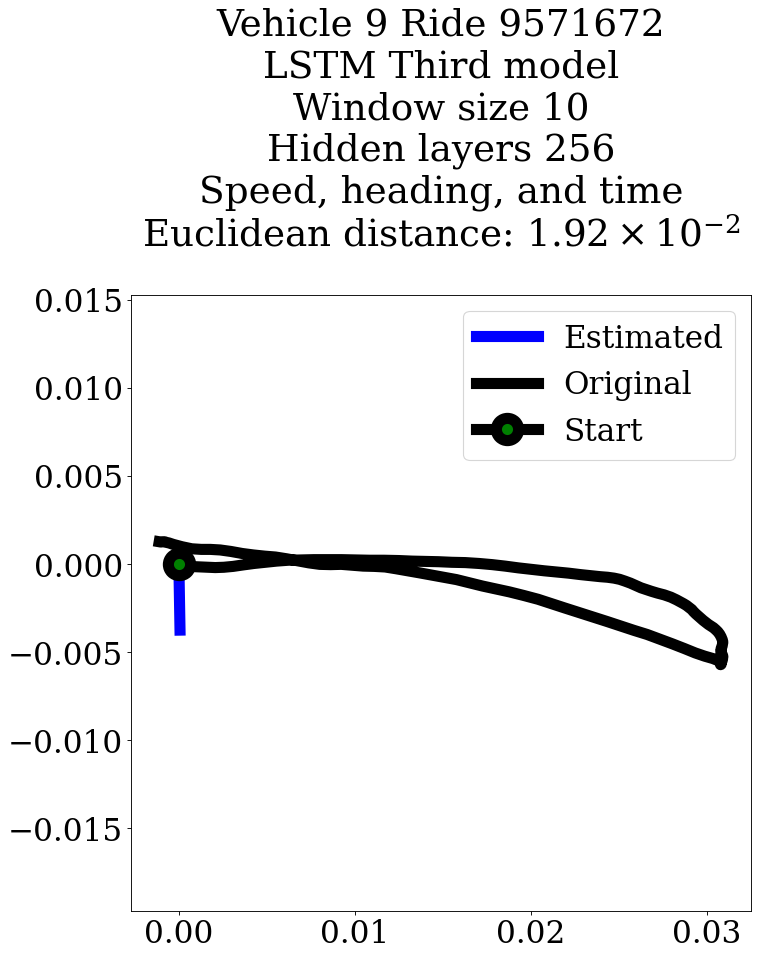 Vehicle 9 Ride 9571672
LSTM Third model
Window size 10
Hidden layers 256
Speed, heading, and time
Euclidean distance: 1.92 × 10⁻²
0.015
0.010
0.005
0.000
−0.005
−0.010
−0.015
Estimated
Original
Start
0.00 0.01 0.02 0.03